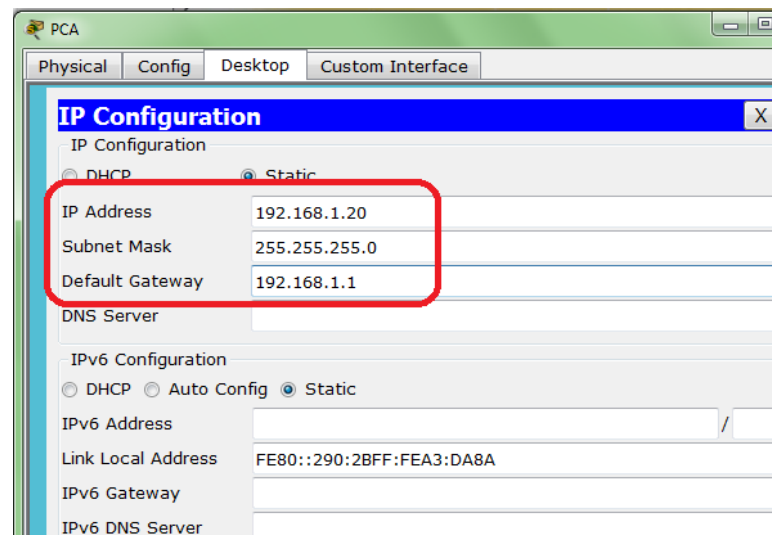 PCA
Physical Config Desktop Custom Interface
IP Configuration X
IP Configuration
DHCP Static
IP Address 192.168.1.20
Subnet Mask 255.255.255.0
Default Gateway 192.168.1.1
DNS Server
IPv6 Configuration
DHCP Auto Config Static
IPv6 Address /
Link Local Address FE80::290:2BFF:FEA3:DA8A
IPv6 Gateway
IPv6 DNS Server